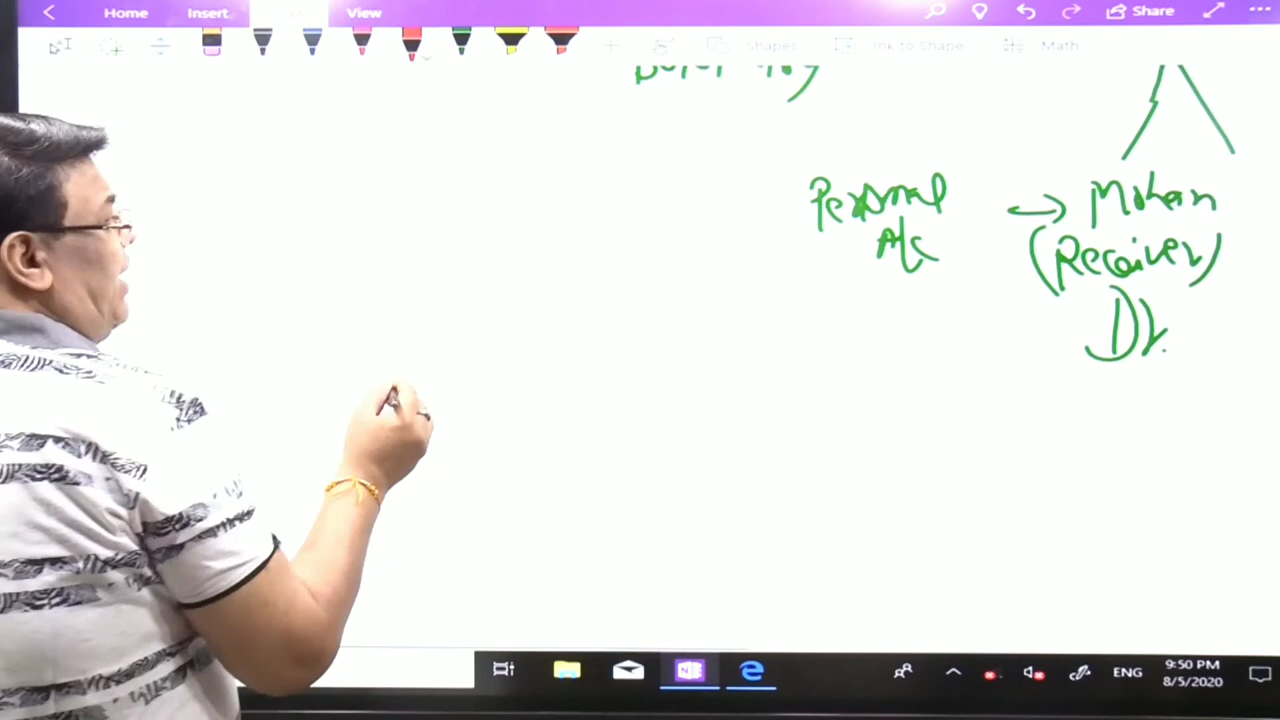 Home Insert View Share
Shapes Ink to Shape Math
Personal → Mohan
A/c (Receiver)
Dr.
ENG 9:50 PM
8/5/2020